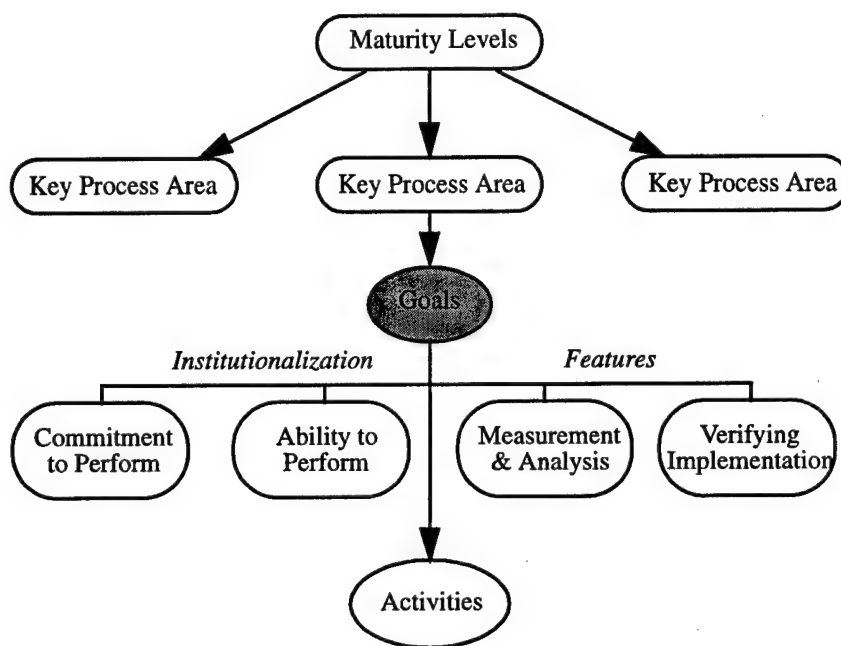 Maturity Levels
Key Process Area
Key Process Area
Key Process Area
Goals
Institutionalization
Features
Commitment
to Perform
Ability to
Perform
Measurement
& Analysis
Verifying
Implementation
Activities